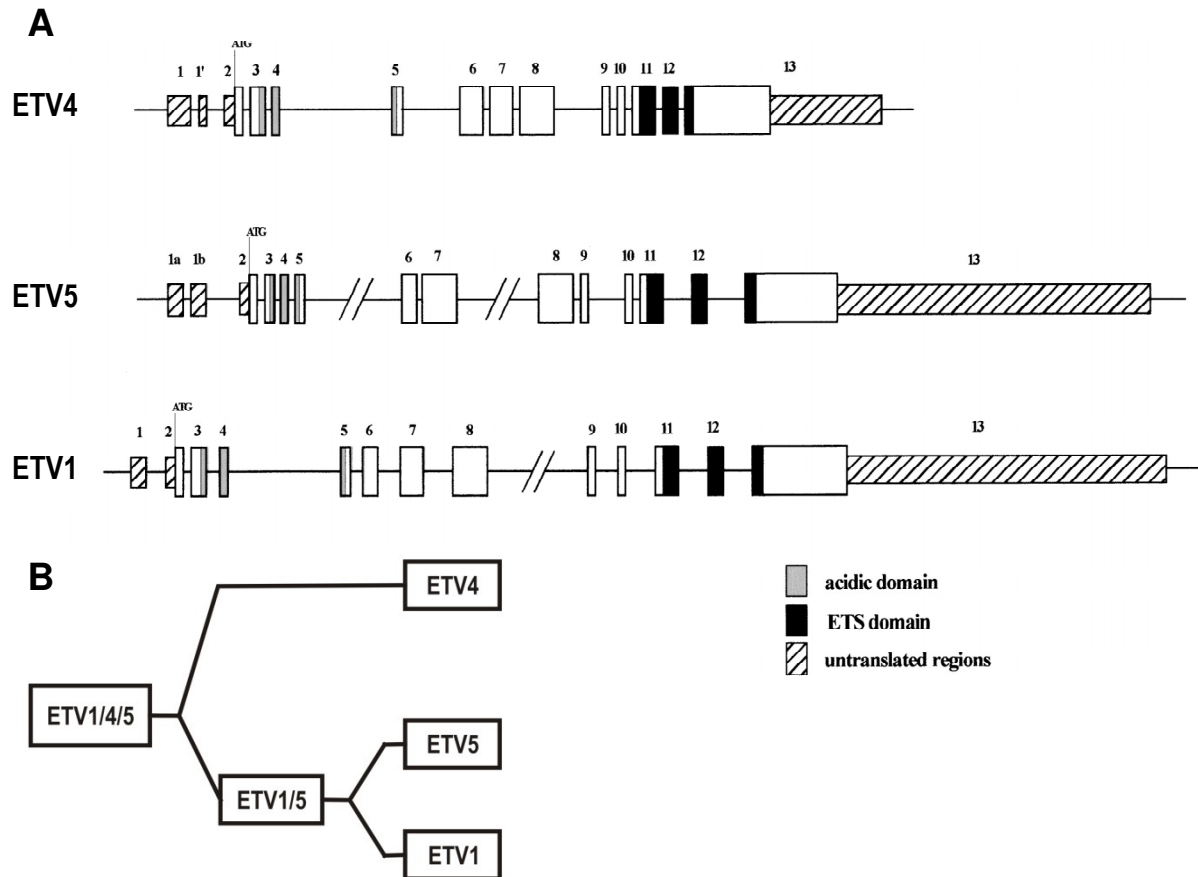 A
ATG
1 1' 2 3 4 5 6 7 8 9 10 11 12 13
ETV4
ATG
1a 1b 2 3 4 5 6 7 8 9 10 11 12 13
ETV5
ATG
1 2 3 4 5 6 7 8 9 10 11 12 13
ETV1
B
ETV4
ETV1/4/5
ETV5
ETV1/5
ETV1
acidic domain
ETS domain
untranslated regions